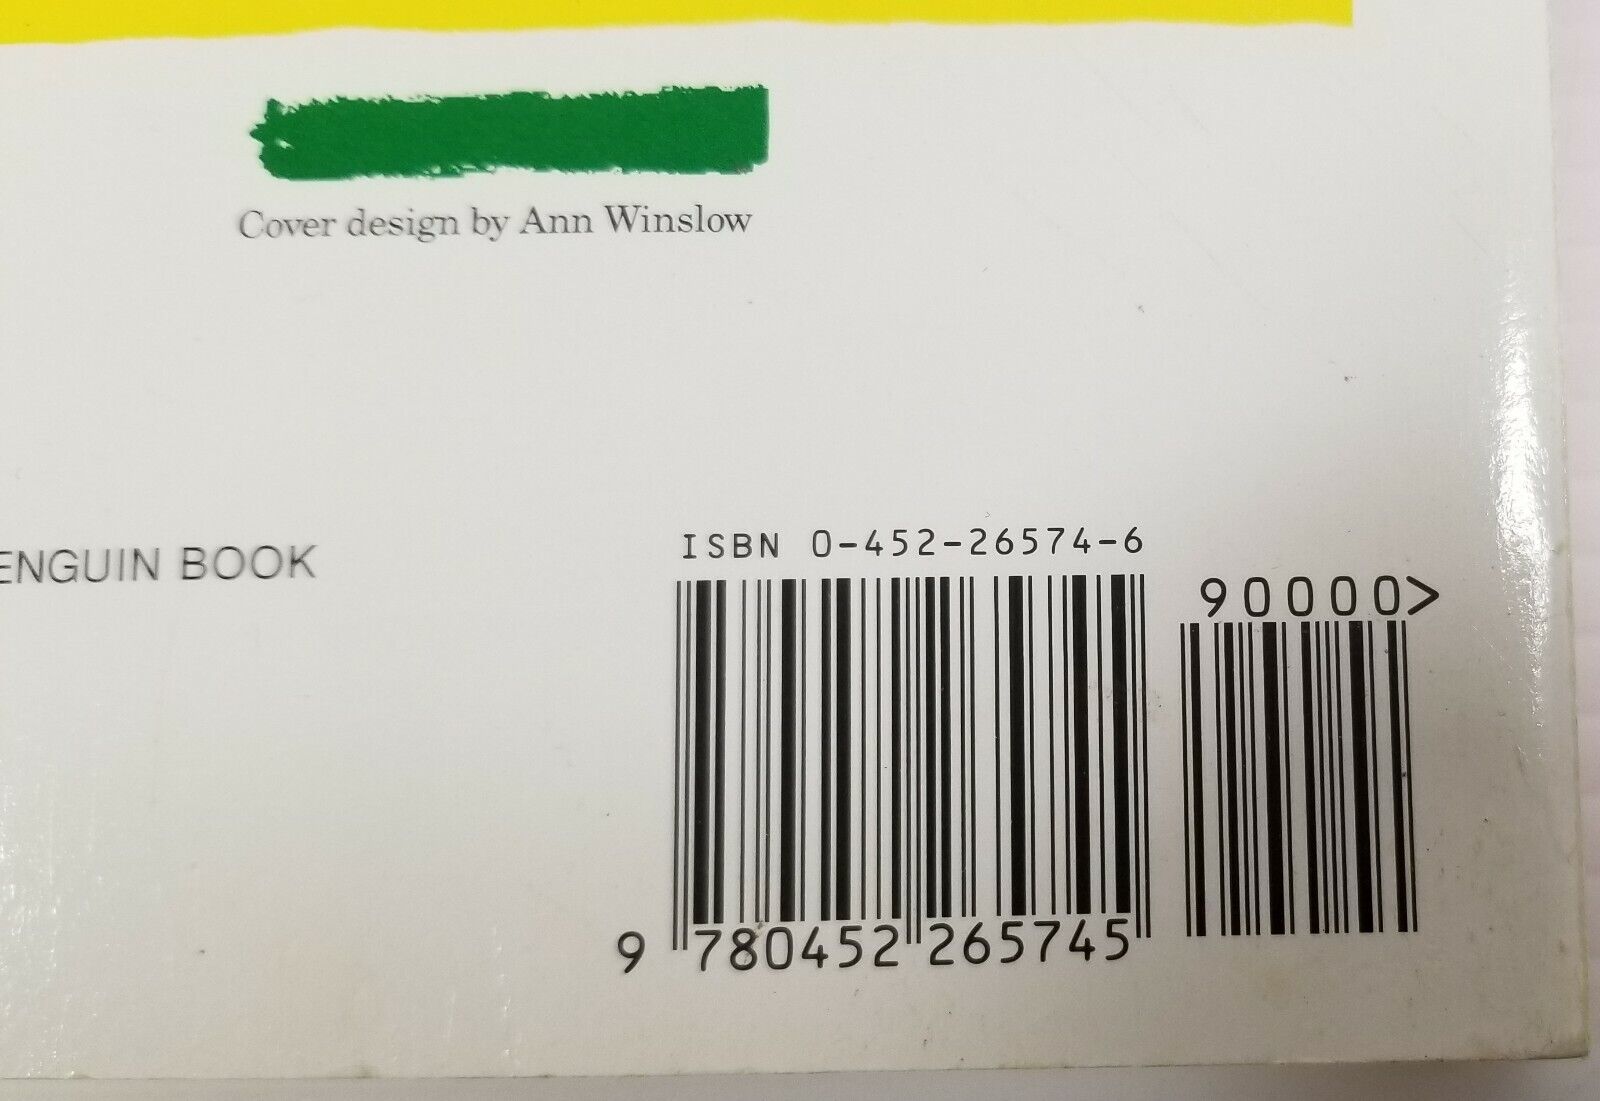 Cover design by Ann Winslow
ENGUIN BOOK
ISBN 0-452-26574-6
90000>
9 780452 265745